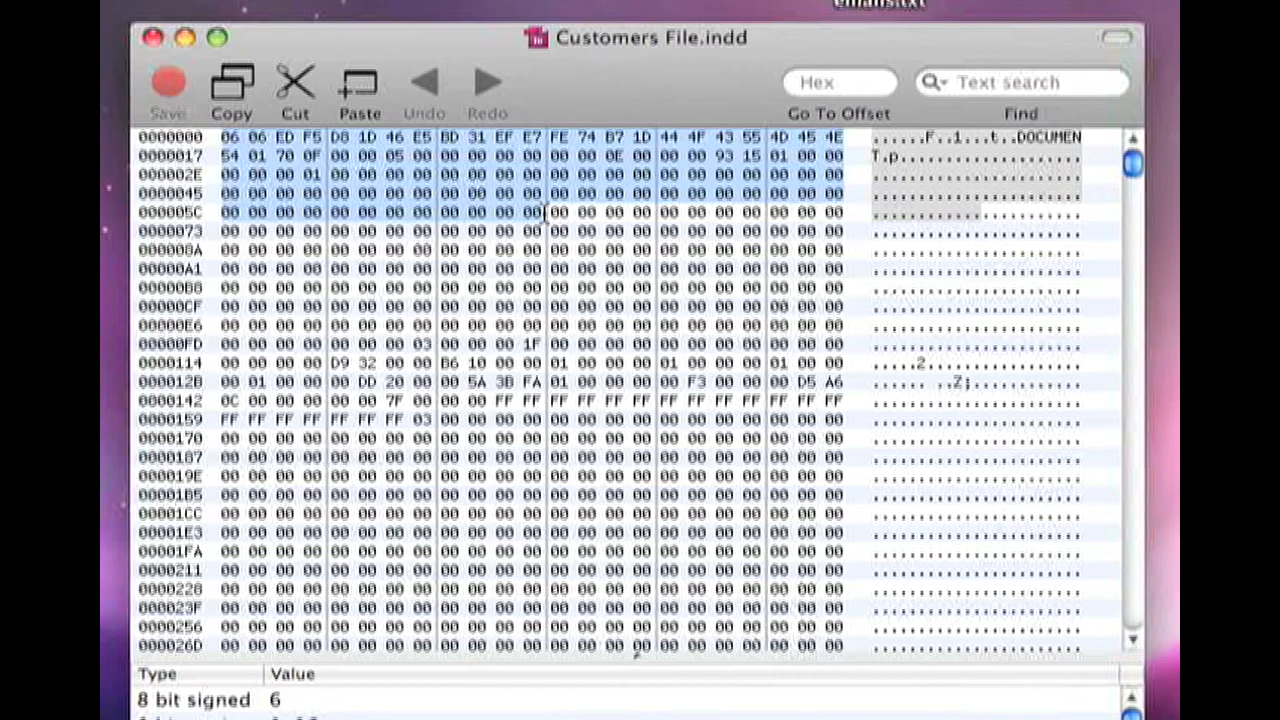 emails.txt
Customers File.indd
Hex
Text search
Save Copy Cut Paste Undo Redo Go To Offset Find
0000000 06 06 ED F5 D8 1D 46 E5 BD 31 EF E7 FE 74 B7 1D 44 4F 43 55 4D 45 4E ......F..1...t..DOCUMEN
0000017 54 01 70 0F 00 00 05 00 00 00 00 00 00 00 0E 00 00 00 93 15 01 00 00 T.p....................
000002E 00 00 00 01 00 00 00 00 00 00 00 00 00 00 00 00 00 00 00 00 00 00 00 .......................
0000045 00 00 00 00 00 00 00 00 00 00 00 00 00 00 00 00 00 00 00 00 00 00 00 .......................
000005C 00 00 00 00 00 00 00 00 00 00 00 00 00 00 00 00 00 00 00 00 00 00 00 .......................
0000073 00 00 00 00 00 00 00 00 00 00 00 00 00 00 00 00 00 00 00 00 00 00 00 .......................
000008A 00 00 00 00 00 00 00 00 00 00 00 00 00 00 00 00 00 00 00 00 00 00 00 .......................
00000A1 00 00 00 00 00 00 00 00 00 00 00 00 00 00 00 00 00 00 00 00 00 00 00 .......................
00000B8 00 00 00 00 00 00 00 00 00 00 00 00 00 00 00 00 00 00 00 00 00 00 00 .......................
00000CF 00 00 00 00 00 00 00 00 00 00 00 00 00 00 00 00 00 00 00 00 00 00 00 .......................
00000E6 00 00 00 00 00 00 00 00 00 00 00 00 00 00 00 00 00 00 00 00 00 00 00 .......................
00000FD 00 00 00 00 00 00 00 03 00 00 00 1F 00 00 00 00 00 00 00 00 00 00 00 .......................
0000114 00 00 00 00 D9 32 00 00 B6 10 00 00 01 00 00 00 01 00 00 00 01 00 00 .....2.................
000012B 00 01 00 00 00 DD 20 00 00 5A 3B FA 01 00 00 00 00 F3 00 00 00 D5 A6 ...... ..Z;............
0000142 0C 00 00 00 00 00 7F 00 00 00 FF FF FF FF FF FF FF FF FF FF FF FF FF .......................
0000159 FF FF FF FF FF FF FF 03 00 00 00 00 00 00 00 00 00 00 00 00 00 00 00 .......................
0000170 00 00 00 00 00 00 00 00 00 00 00 00 00 00 00 00 00 00 00 00 00 00 00 .......................
0000187 00 00 00 00 00 00 00 00 00 00 00 00 00 00 00 00 00 00 00 00 00 00 00 .......................
000019E 00 00 00 00 00 00 00 00 00 00 00 00 00 00 00 00 00 00 00 00 00 00 00 .......................
00001B5 00 00 00 00 00 00 00 00 00 00 00 00 00 00 00 00 00 00 00 00 00 00 00 .......................
00001CC 00 00 00 00 00 00 00 00 00 00 00 00 00 00 00 00 00 00 00 00 00 00 00 .......................
00001E3 00 00 00 00 00 00 00 00 00 00 00 00 00 00 00 00 00 00 00 00 00 00 00 .......................
00001FA 00 00 00 00 00 00 00 00 00 00 00 00 00 00 00 00 00 00 00 00 00 00 00 .......................
0000211 00 00 00 00 00 00 00 00 00 00 00 00 00 00 00 00 00 00 00 00 00 00 00 .......................
0000228 00 00 00 00 00 00 00 00 00 00 00 00 00 00 00 00 00 00 00 00 00 00 00 .......................
000023F 00 00 00 00 00 00 00 00 00 00 00 00 00 00 00 00 00 00 00 00 00 00 00 .......................
0000256 00 00 00 00 00 00 00 00 00 00 00 00 00 00 00 00 00 00 00 00 00 00 00 .......................
000026D 00 00 00 00 00 00 00 00 00 00 00 00 00 00 00 00 00 00 00 00 00 00 00 .......................
Type Value
8 bit signed 6